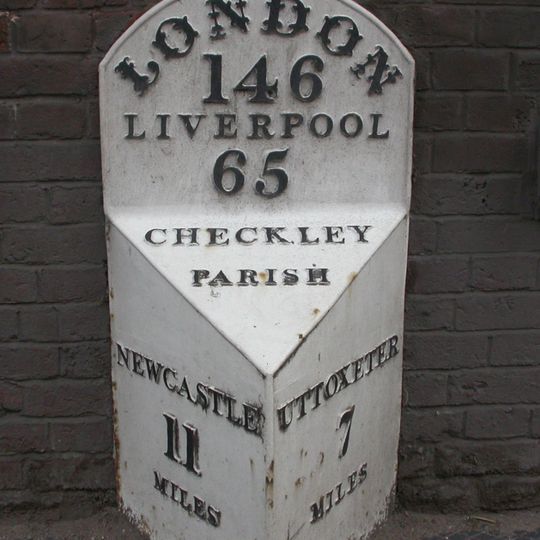 LONDON
146
LIVERPOOL
65
CHECKLEY
PARISH
NEWCASTLE
11
MILES
UTTOXETER
7
MILES